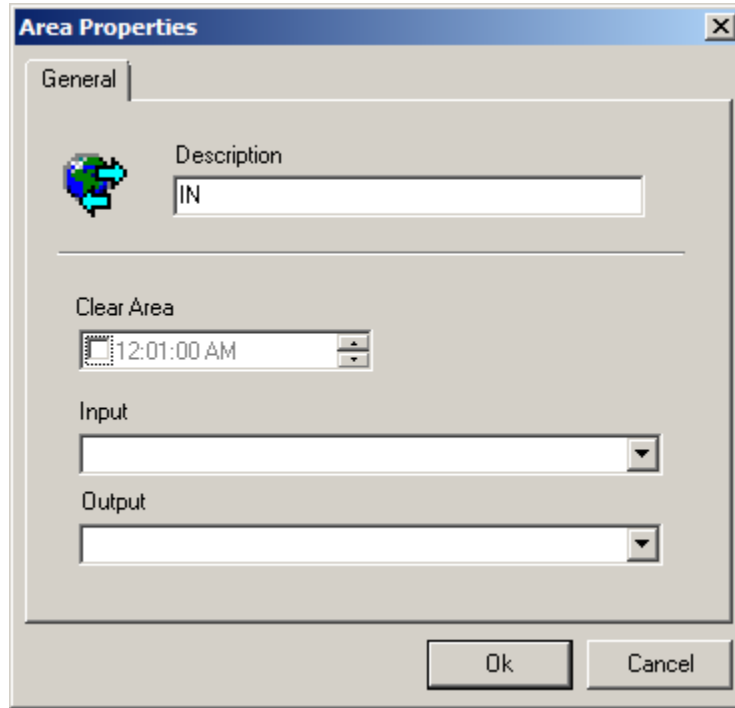 Area Properties
General
Description
IN
Clear Area
12:01:00 AM
Input
Output
Ok
Cancel